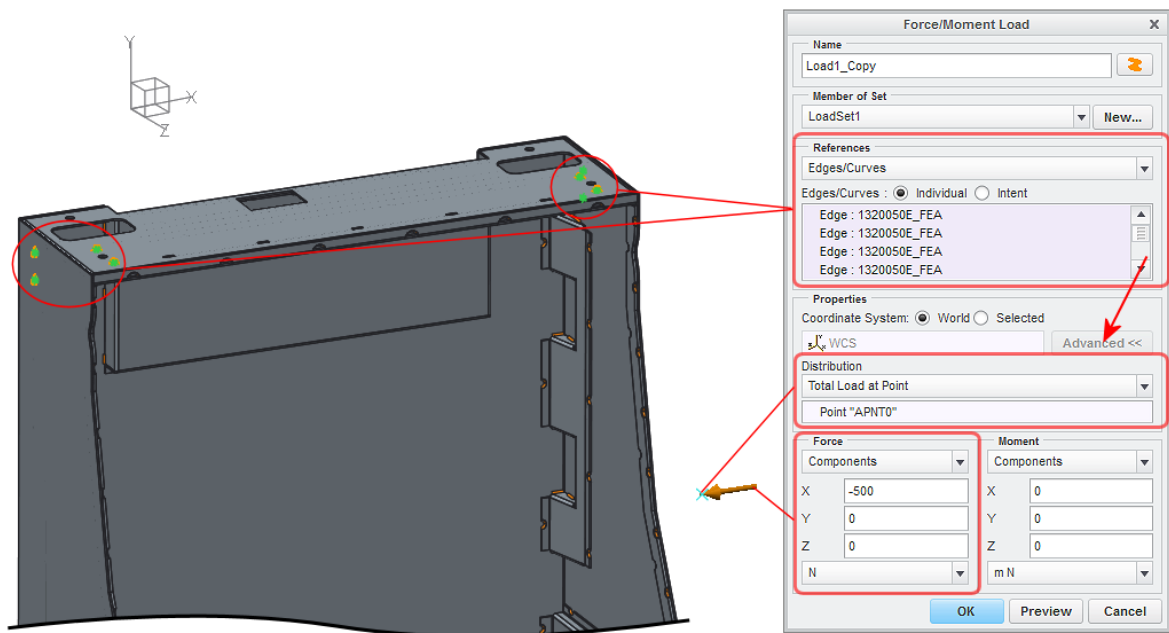 Y
X
Z
Force/Moment Load X
Name
Load1_Copy
Member of Set
LoadSet1 New...
References
Edges/Curves
Edges/Curves : Individual Intent
Edge : 1320050E_FEA
Edge : 1320050E_FEA
Edge : 1320050E_FEA
Edge : 1320050E_FEA
Properties
Coordinate System: World Selected
WCS Advanced <<
Distribution
Total Load at Point
Point "APNT0"
Force Moment
Components Components
X -500 X 0
Y 0 Y 0
Z 0 Z 0
N m N
OK Preview Cancel